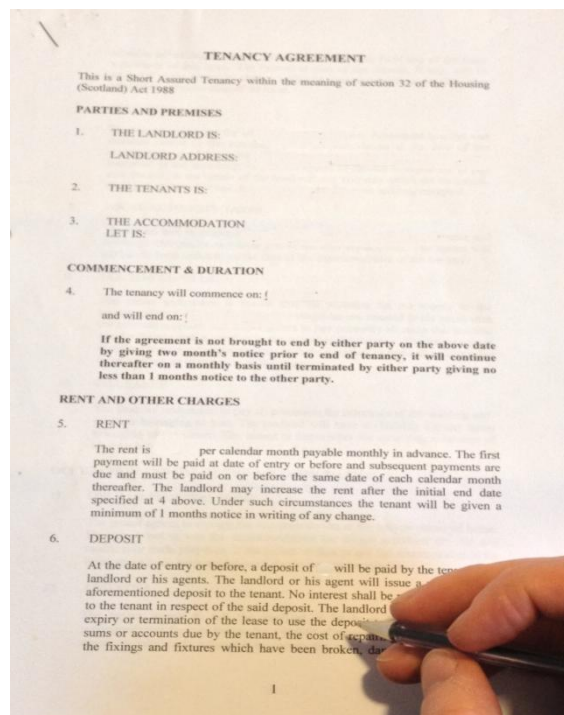 TENANCY AGREEMENT
This is a Short Assured Tenancy within the meaning of section 32 of the Housing
(Scotland) Act 1988
PARTIES AND PREMISES
1. THE LANDLORD IS:
LANDLORD ADDRESS:
2. THE TENANTS IS:
3. THE ACCOMMODATION
LET IS:
COMMENCEMENT & DURATION
4. The tenancy will commence on:
and will end on:
If the agreement is not brought to end by either party on the above date
by giving two month's notice prior to end of tenancy, it will continue
thereafter on a monthly basis until terminated by either party giving no
less than 1 months notice to the other party.
RENT AND OTHER CHARGES
5. RENT
The rent is per calendar month payable monthly in advance. The first
payment will be paid at date of entry or before and subsequent payments are
due and must be paid on or before the same date of each calendar month
thereafter. The landlord may increase the rent after the initial end date
specified at 4 above. Under such circumstances the tenant will be given a
minimum of 1 months notice in writing of any change.
6. DEPOSIT
At the date of entry or before, a deposit of will be paid by the
landlord or his agents. The landlord or his agent will issue a
aforementioned deposit to the tenant. No interest shall be
to the tenant in respect of the said deposit. The landlord
expiry or termination of the lease to use the
sums or accounts due by the tenant, the cost of
the fixings and fixtures which have been broken,
1